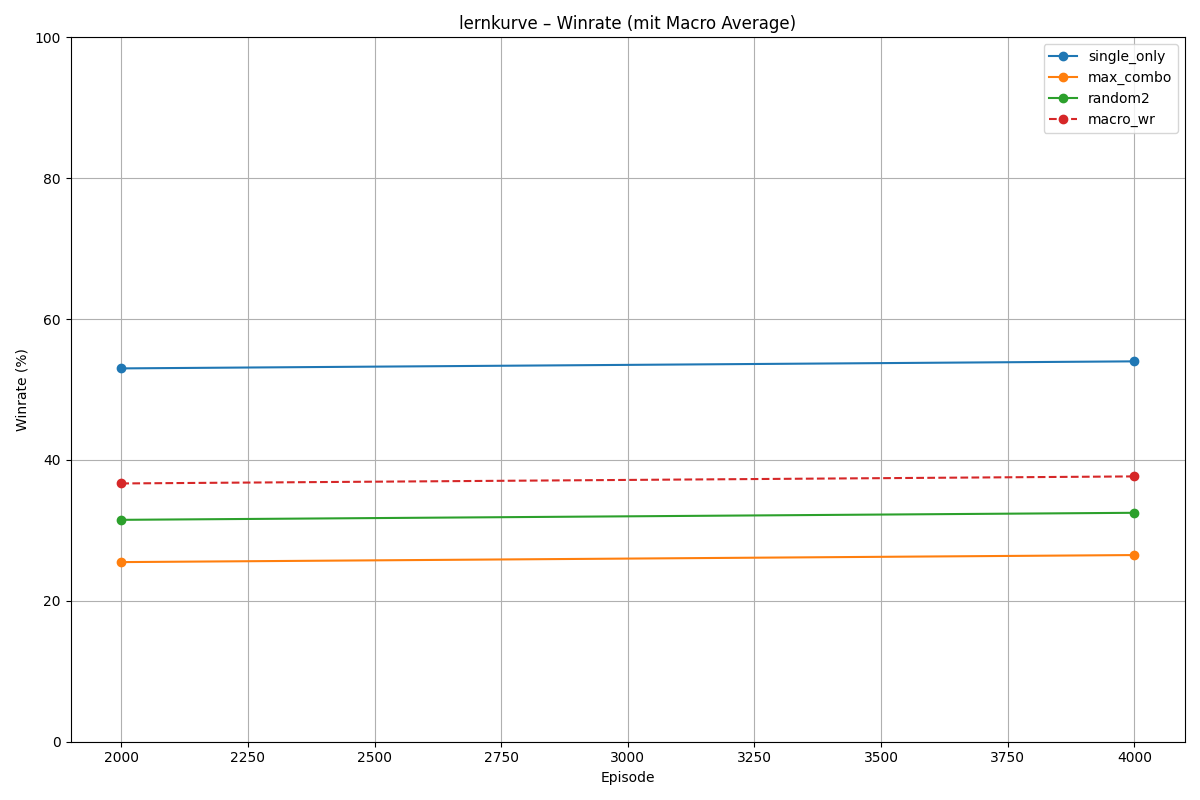 lernkurve – Winrate (mit Macro Average)
100
80
60
40
20
0
Winrate (%)
single_only
max_combo
random2
macro_wr
2000 2250 2500 2750 3000 3250 3500 3750 4000
Episode